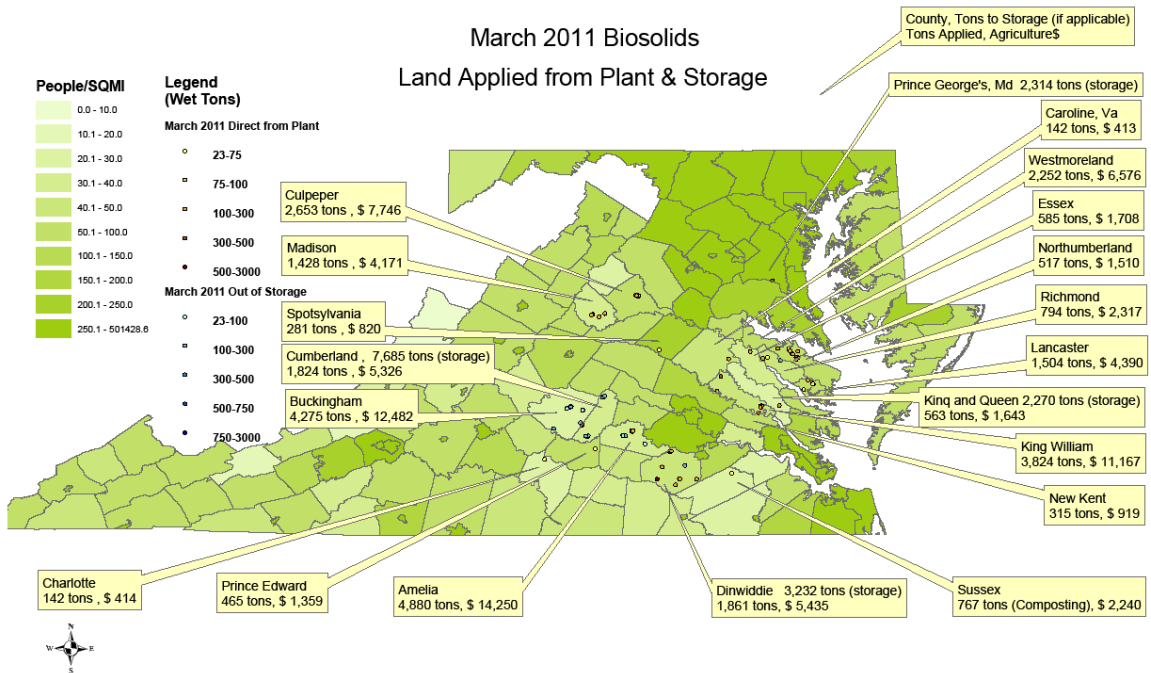 March 2011 Biosolids
Land Applied from Plant & Storage
County, Tons to Storage (if applicable)
Tons Applied, Agriculture$
People/SQMI
0.0 - 10.0
10.1 - 20.0
20.1 - 30.0
30.1 - 40.0
40.1 - 50.0
50.1 - 100.0
100.1 - 150.0
150.1 - 200.0
200.1 - 250.0
250.1 - 501428.6
Legend
(Wet Tons)
March 2011 Direct from Plant
23-75
75-100
100-300
300-500
500-3000
March 2011 Out of Storage
23-100
100-300
300-500
500-750
750-3000
Culpeper
2,653 tons , $ 7,746
Madison
1,428 tons , $ 4,171
Spotsylvania
281 tons , $ 820
Cumberland , 7,685 tons (storage)
1,824 tons , $ 5,326
Buckingham
4,275 tons , $ 12,482
Prince George's, Md 2,314 tons (storage)
Caroline, Va
142 tons, $ 413
Westmoreland
2,252 tons, $ 6,576
Essex
585 tons, $ 1,708
Northumberland
517 tons, $ 1,510
Richmond
794 tons, $ 2,317
Lancaster
1,504 tons, $ 4,390
King and Queen 2,270 tons (storage)
563 tons, $ 1,643
King William
3,824 tons, $ 11,167
New Kent
315 tons, $ 919
Charlotte
142 tons , $ 414
Prince Edward
465 tons, $ 1,359
Amelia
4,880 tons, $ 14,250
Dinwiddie 3,232 tons (storage)
1,861 tons, $ 5,435
Sussex
767 tons (Composting), $ 2,240
N
W E
S